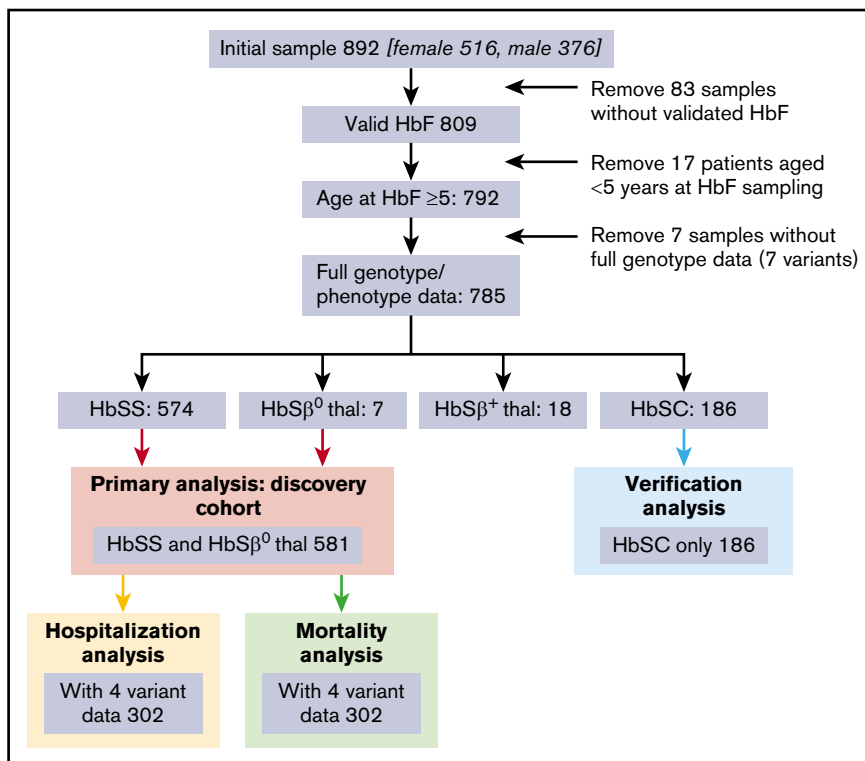 Initial sample 892 [female 516, male 376]
Remove 83 samples
without validated HbF
Valid HbF 809
Remove 17 patients aged
<5 years at HbF sampling
Age at HbF ≥5: 792
Remove 7 samples without
full genotype data (7 variants)
Full genotype/
phenotype data: 785
HbSS: 574
HbSβ⁰ thal: 7
HbSβ⁺ thal: 18
HbSC: 186
Primary analysis: discovery
cohort
HbSS and HbSβ⁰ thal 581
Verification
analysis
HbSC only 186
Hospitalization
analysis
With 4 variant
data 302
Mortality
analysis
With 4 variant
data 302